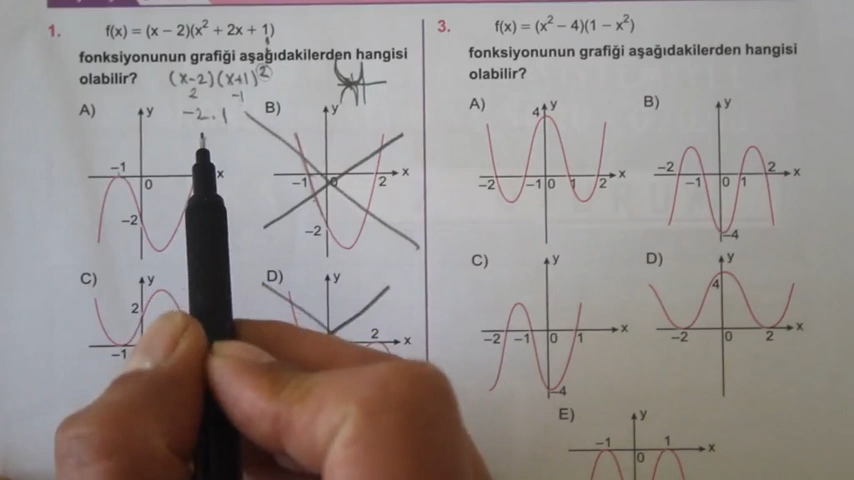 1. f(x) = (x – 2)(x² + 2x + 1)
fonksiyonunun grafiği aşağıdakilerden hangisi
olabilir? (x-2)(x+1)²
2 -1
-2.1
A) y
-1 0 x
-2
B) y
-1 0 2 x
-2
C) y
2
-1
D) y
2 x
3. f(x) = (x² – 4)(1 – x²)
fonksiyonunun grafiği aşağıdakilerden hangisi
olabilir?
A) 4 y
-2 -1 0 1 2 x
B) y
-2 -1 0 1 2 x
-4
C) y
-2 -1 0 1 x
-4
D) y
4
-2 0 2 x
E) y
-1 0 1 x